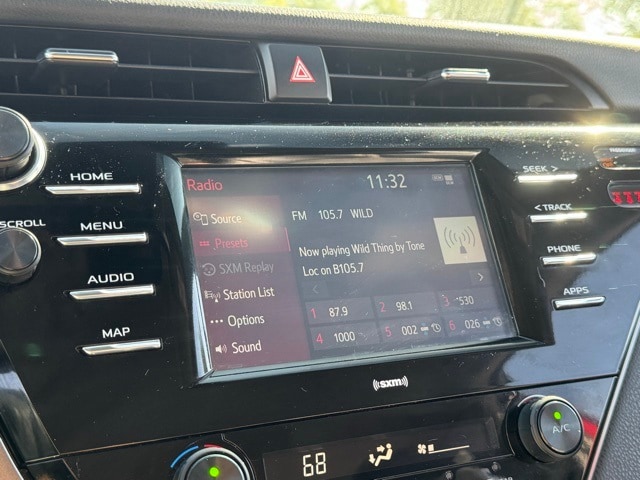 HOME
SCROLL
MENU
AUDIO
MAP
Radio
11:32
Source
Presets
SXM Replay
Station List
Options
Sound
FM 105.7 WILD
Now playing Wild Thing by Tone
Loc on B105.7
1 87.9
2 98.1
3 530
4 1000
5 002
6 026
SEEK >
< TRACK
PHONE
APPS
((sxm))
68
A/C